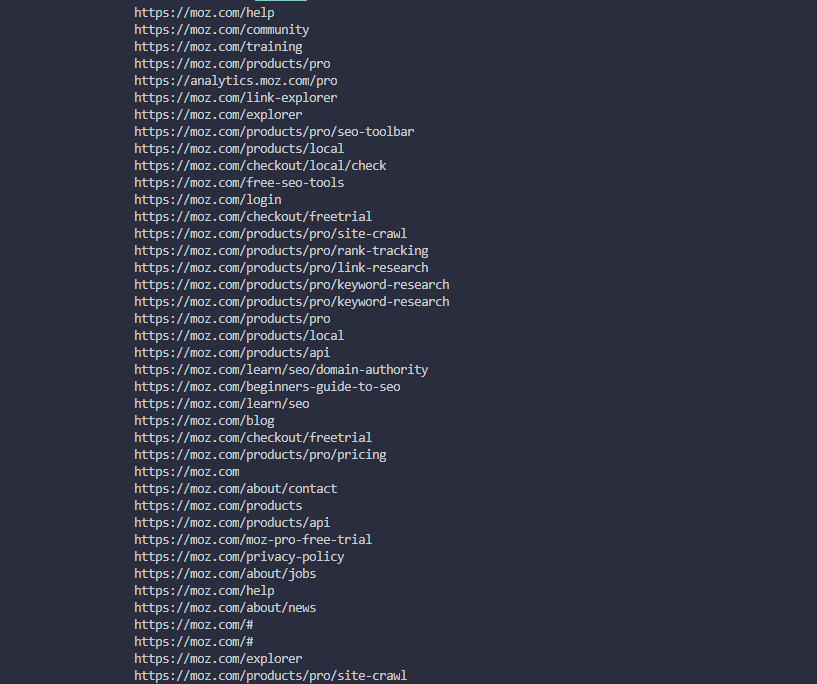 https://moz.com/help
https://moz.com/community
https://moz.com/training
https://moz.com/products/pro
https://analytics.moz.com/pro
https://moz.com/link-explorer
https://moz.com/explorer
https://moz.com/products/pro/seo-toolbar
https://moz.com/products/local
https://moz.com/checkout/local/check
https://moz.com/free-seo-tools
https://moz.com/login
https://moz.com/checkout/freetrial
https://moz.com/products/pro/site-crawl
https://moz.com/products/pro/rank-tracking
https://moz.com/products/pro/link-research
https://moz.com/products/pro/keyword-research
https://moz.com/products/pro/keyword-research
https://moz.com/products/pro
https://moz.com/products/local
https://moz.com/products/api
https://moz.com/learn/seo/domain-authority
https://moz.com/beginners-guide-to-seo
https://moz.com/learn/seo
https://moz.com/blog
https://moz.com/checkout/freetrial
https://moz.com/products/pro/pricing
https://moz.com
https://moz.com/about/contact
https://moz.com/products
https://moz.com/products/api
https://moz.com/moz-pro-free-trial
https://moz.com/privacy-policy
https://moz.com/about/jobs
https://moz.com/help
https://moz.com/about/news
https://moz.com/#
https://moz.com/#
https://moz.com/explorer
https://moz.com/products/pro/site-crawl